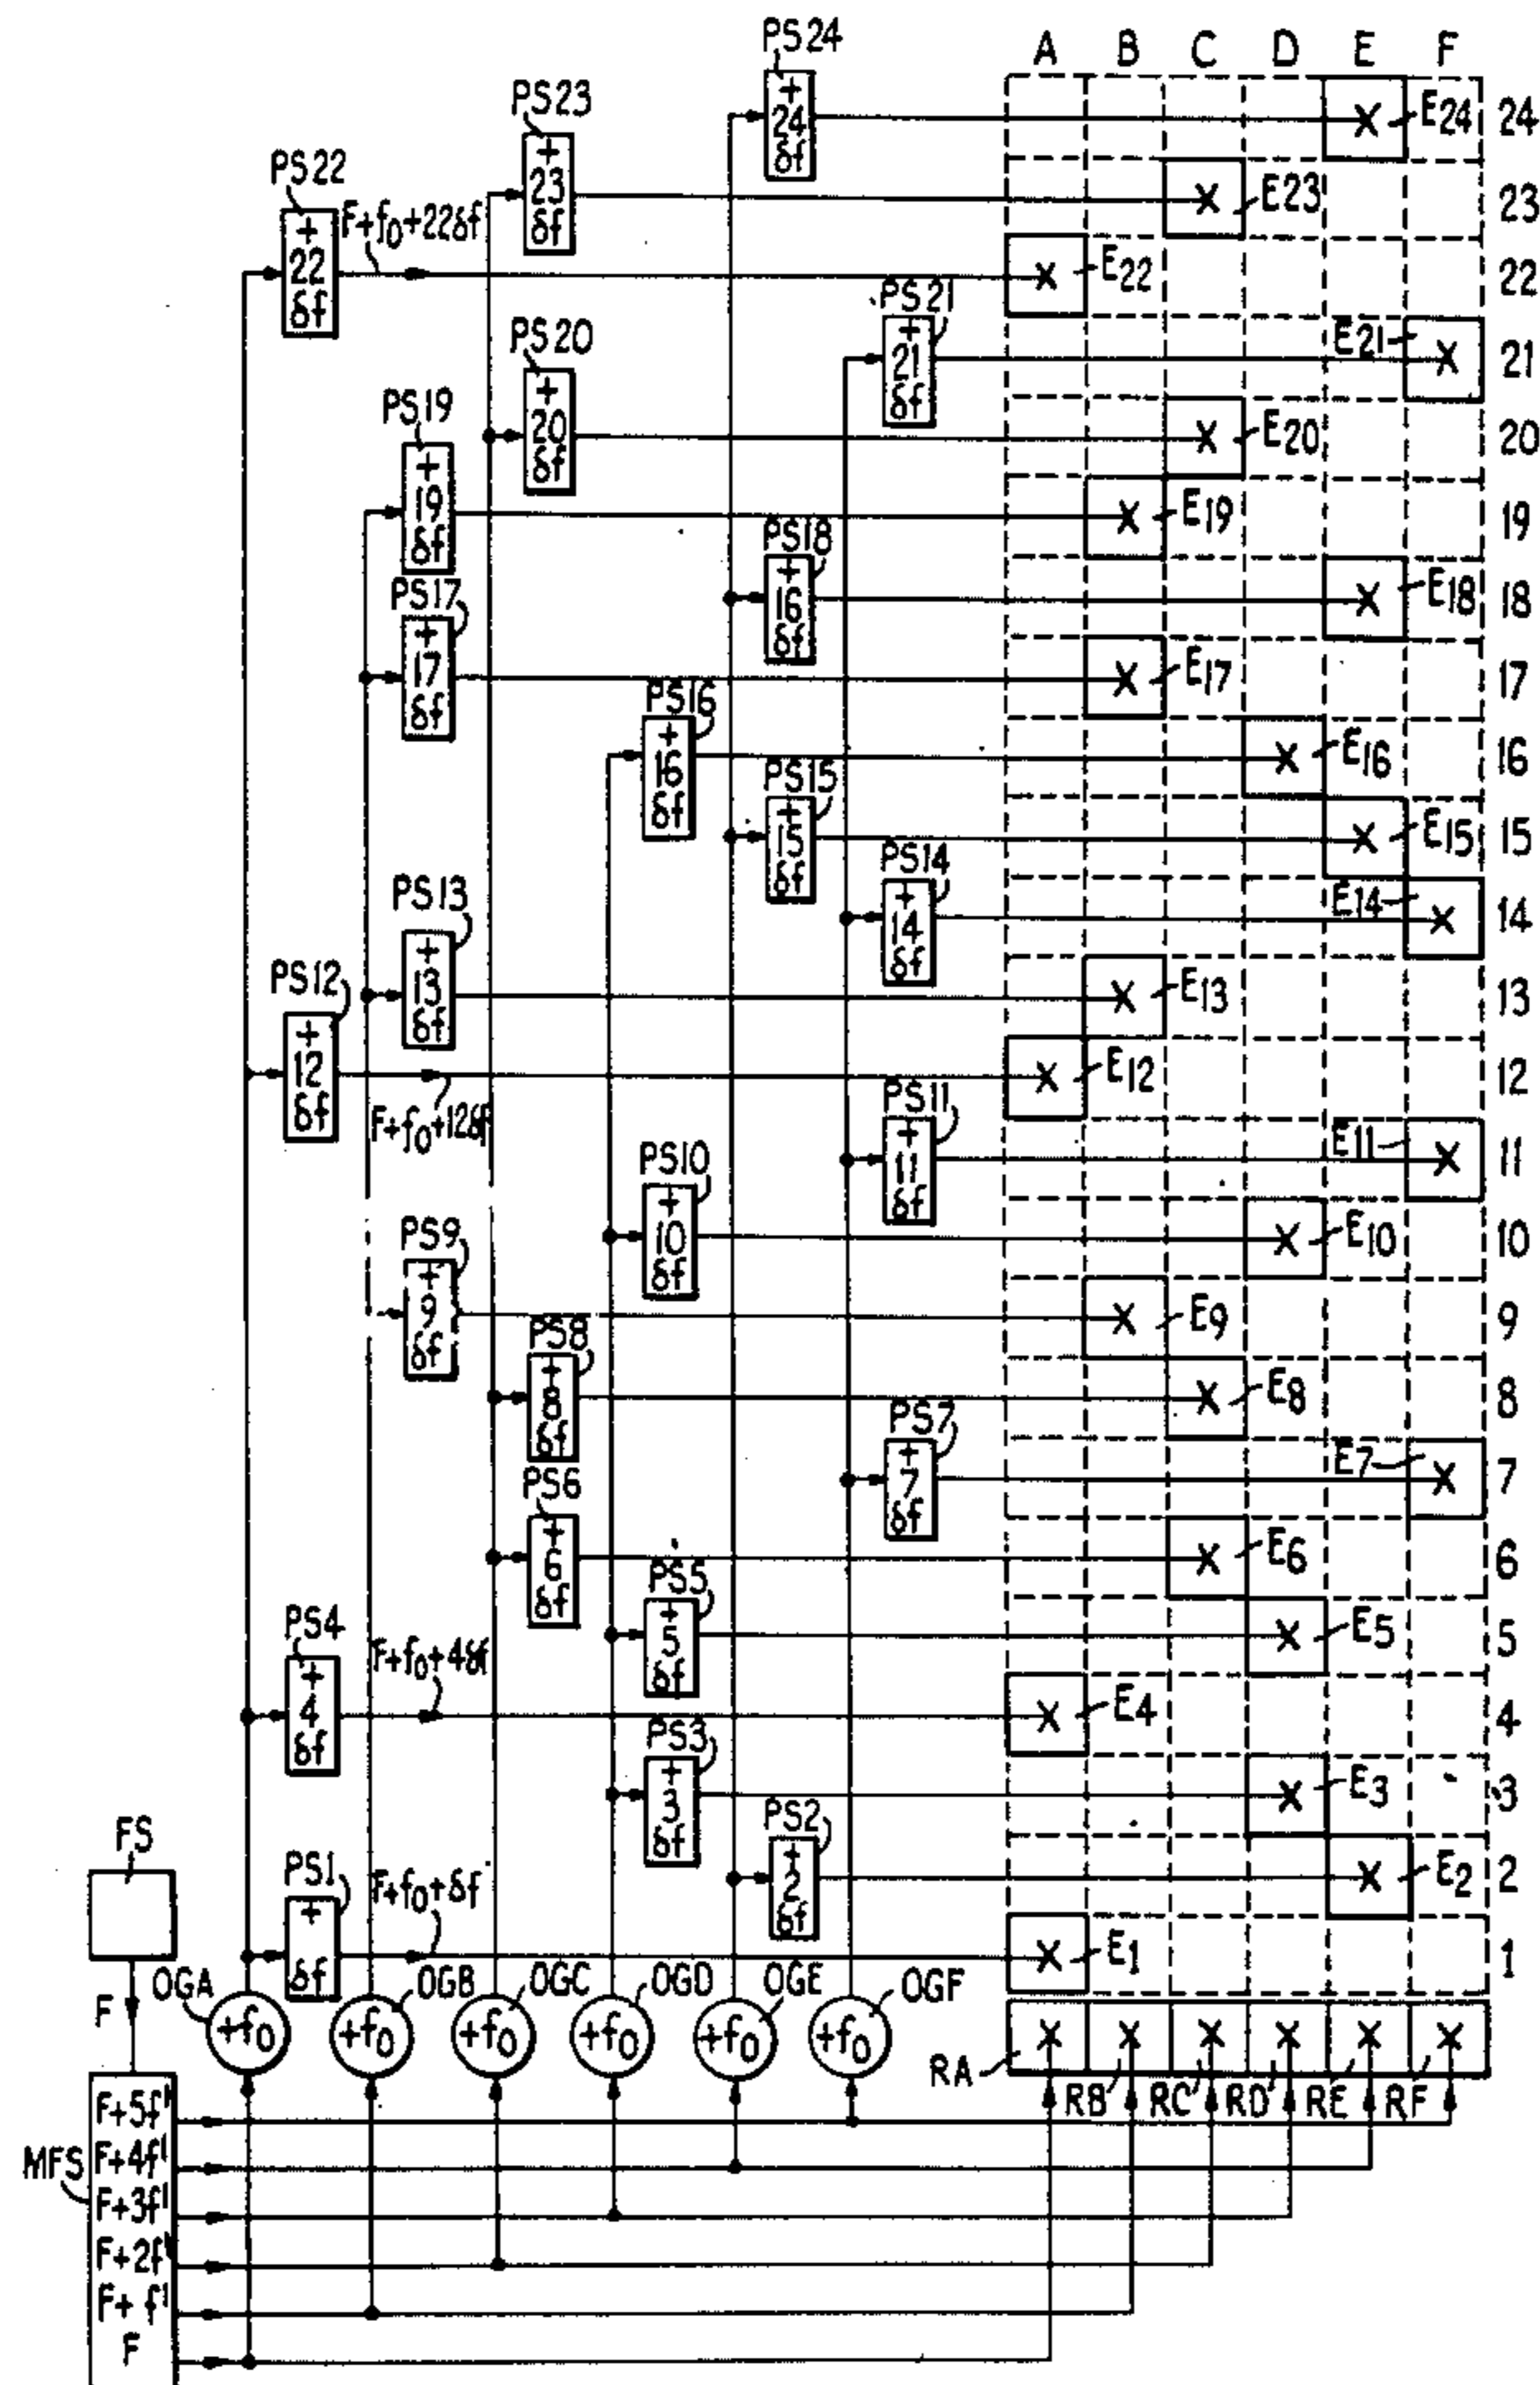 A B C D E F
PS24
+ 24 δf
E24 24
PS23
+ 23 δf
E23 23
PS22
+ 22 δf
F+f0+22δf
E22 22
PS21
+ 21 δf
E21 21
PS20
+ 20 δf
E20 20
PS19
+ 19 δf
E19 19
PS18
+ 16 δf
E18 18
PS17
+ 17 δf
E17 17
PS16
+ 16 δf
E16 16
PS15
+ 15 δf
E15 15
PS14
+ 14 δf
E14 14
PS13
+ 13 δf
E13 13
PS12
+ 12 δf
F+f0+12δf
E12 12
PS11
+ 11 δf
E11 11
PS10
+ 10 δf
E10 10
PS9
+ 9 δf
E9 9
PS8
+ 8 δf
E8 8
PS7
+ 7 δf
E7 7
PS6
+ 6 δf
E6 6
PS5
+ 5 δf
E5 5
PS4
+ 4 δf
F+f0+4δf
E4 4
PS3
+ 3 δf
E3 3
PS2
+ 2 δf
E2 2
PS1
+ δf
F+f0+δf
E1 1
FS
F
OGA OGB OGC OGD OGE OGF
+f0 +f0 +f0 +f0 +f0 +f0
RA RB RC RD RE RF
MFS
F+5f'
F+4f'
F+3f'
F+2f'
F+ f'
F